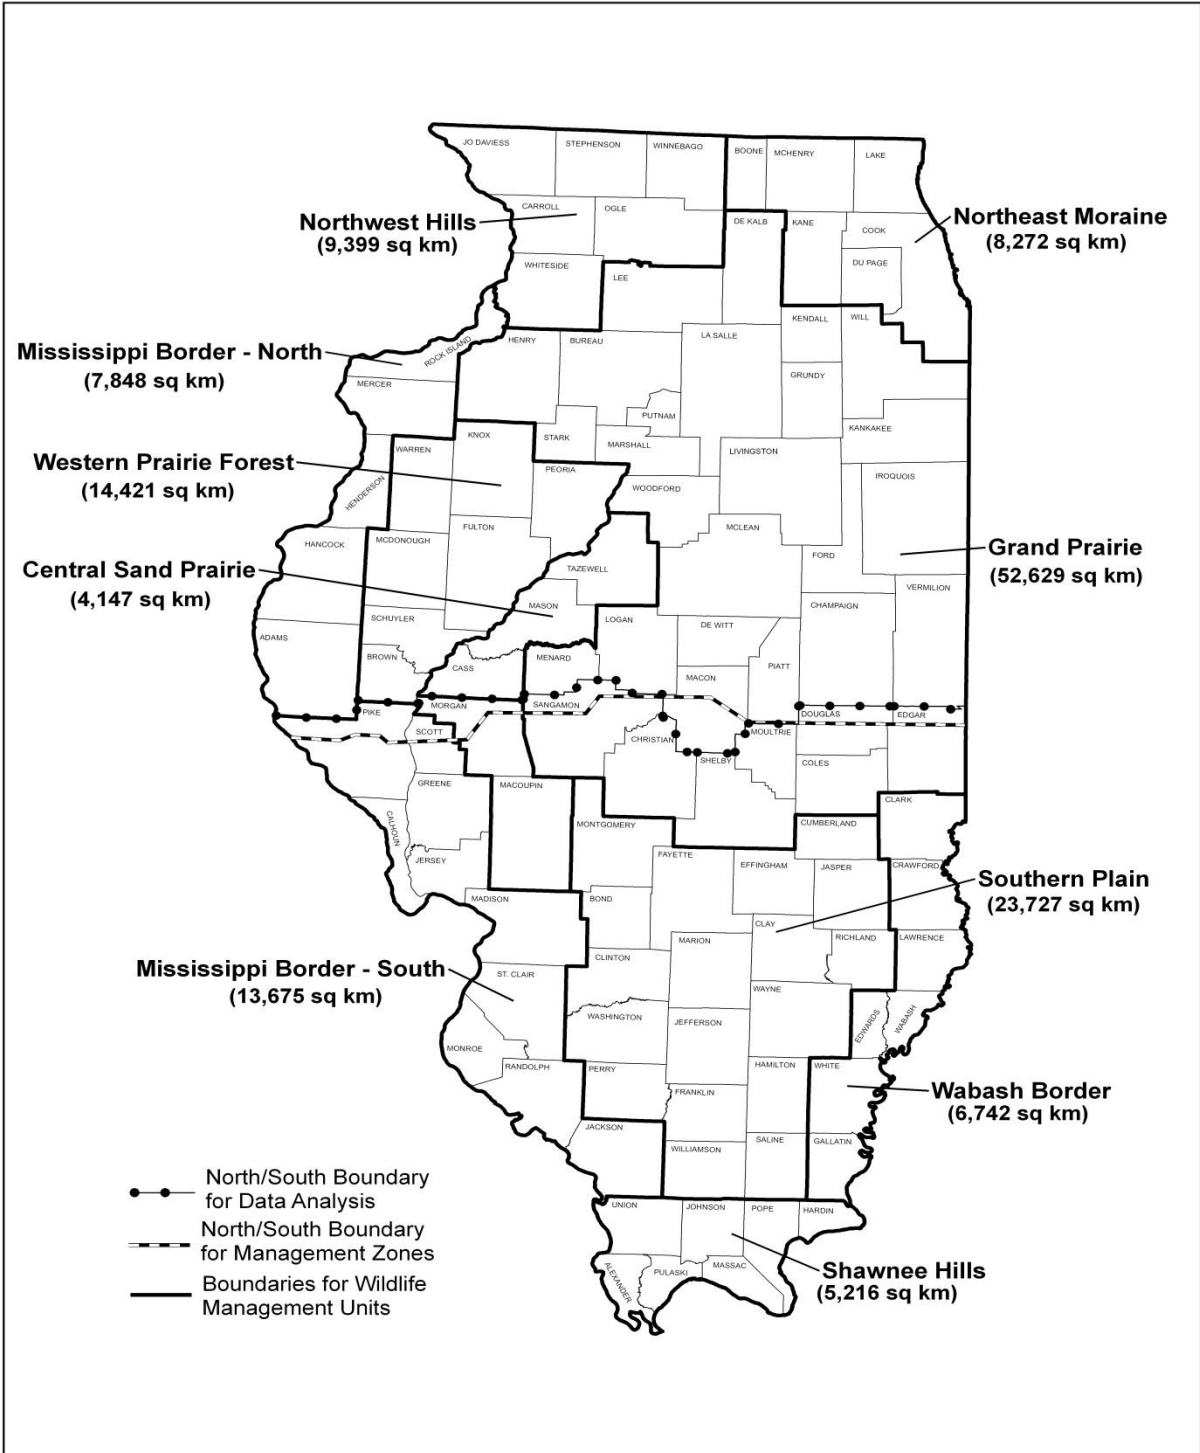 JO DAVIESS
STEPHENSON
WINNEBAGO
BOONE
MCHENRY
LAKE
CARROLL
OGLE
DE KALB
KANE
COOK
Northwest Hills
(9,399 sq km)
Northeast Moraine
(8,272 sq km)
DU PAGE
WHITESIDE
LEE
KENDALL
WILL
LA SALLE
ROCK ISLAND
HENRY
BUREAU
Mississippi Border - North
(7,848 sq km)
MERCER
GRUNDY
PUTNAM
KANKAKEE
KNOX
STARK
MARSHALL
WARREN
LIVINGSTON
Western Prairie Forest
(14,421 sq km)
PEORIA
IROQUOIS
HENDERSON
WOODFORD
FULTON
MCLEAN
HANCOCK
MCDONOUGH
FORD
Grand Prairie
(52,629 sq km)
Central Sand Prairie
(4,147 sq km)
TAZEWELL
VERMILION
MASON
CHAMPAIGN
SCHUYLER
LOGAN
DE WITT
ADAMS
BROWN
CASS
MENARD
PIATT
MACON
PIKE
MORGAN
SANGAMON
DOUGLAS
EDGAR
SCOTT
CHRISTIAN
MOULTRIE
SHELBY
COLES
GREENE
MACOUPIN
CLARK
CALHOUN
MONTGOMERY
CUMBERLAND
JERSEY
FAYETTE
EFFINGHAM
JASPER
CRAWFORD
Southern Plain
(23,727 sq km)
MADISON
BOND
CLAY
MARION
RICHLAND
LAWRENCE
CLINTON
Mississippi Border - South
(13,675 sq km)
ST. CLAIR
WAYNE
WASHINGTON
JEFFERSON
EDWARDS
WABASH
MONROE
RANDOLPH
PERRY
HAMILTON
WHITE
FRANKLIN
Wabash Border
(6,742 sq km)
JACKSON
WILLIAMSON
SALINE
GALLATIN
North/South Boundary
for Data Analysis
North/South Boundary
for Management Zones
Boundaries for Wildlife
Management Units
UNION
JOHNSON
POPE
HARDIN
ALEXANDER
PULASKI
MASSAC
Shawnee Hills
(5,216 sq km)